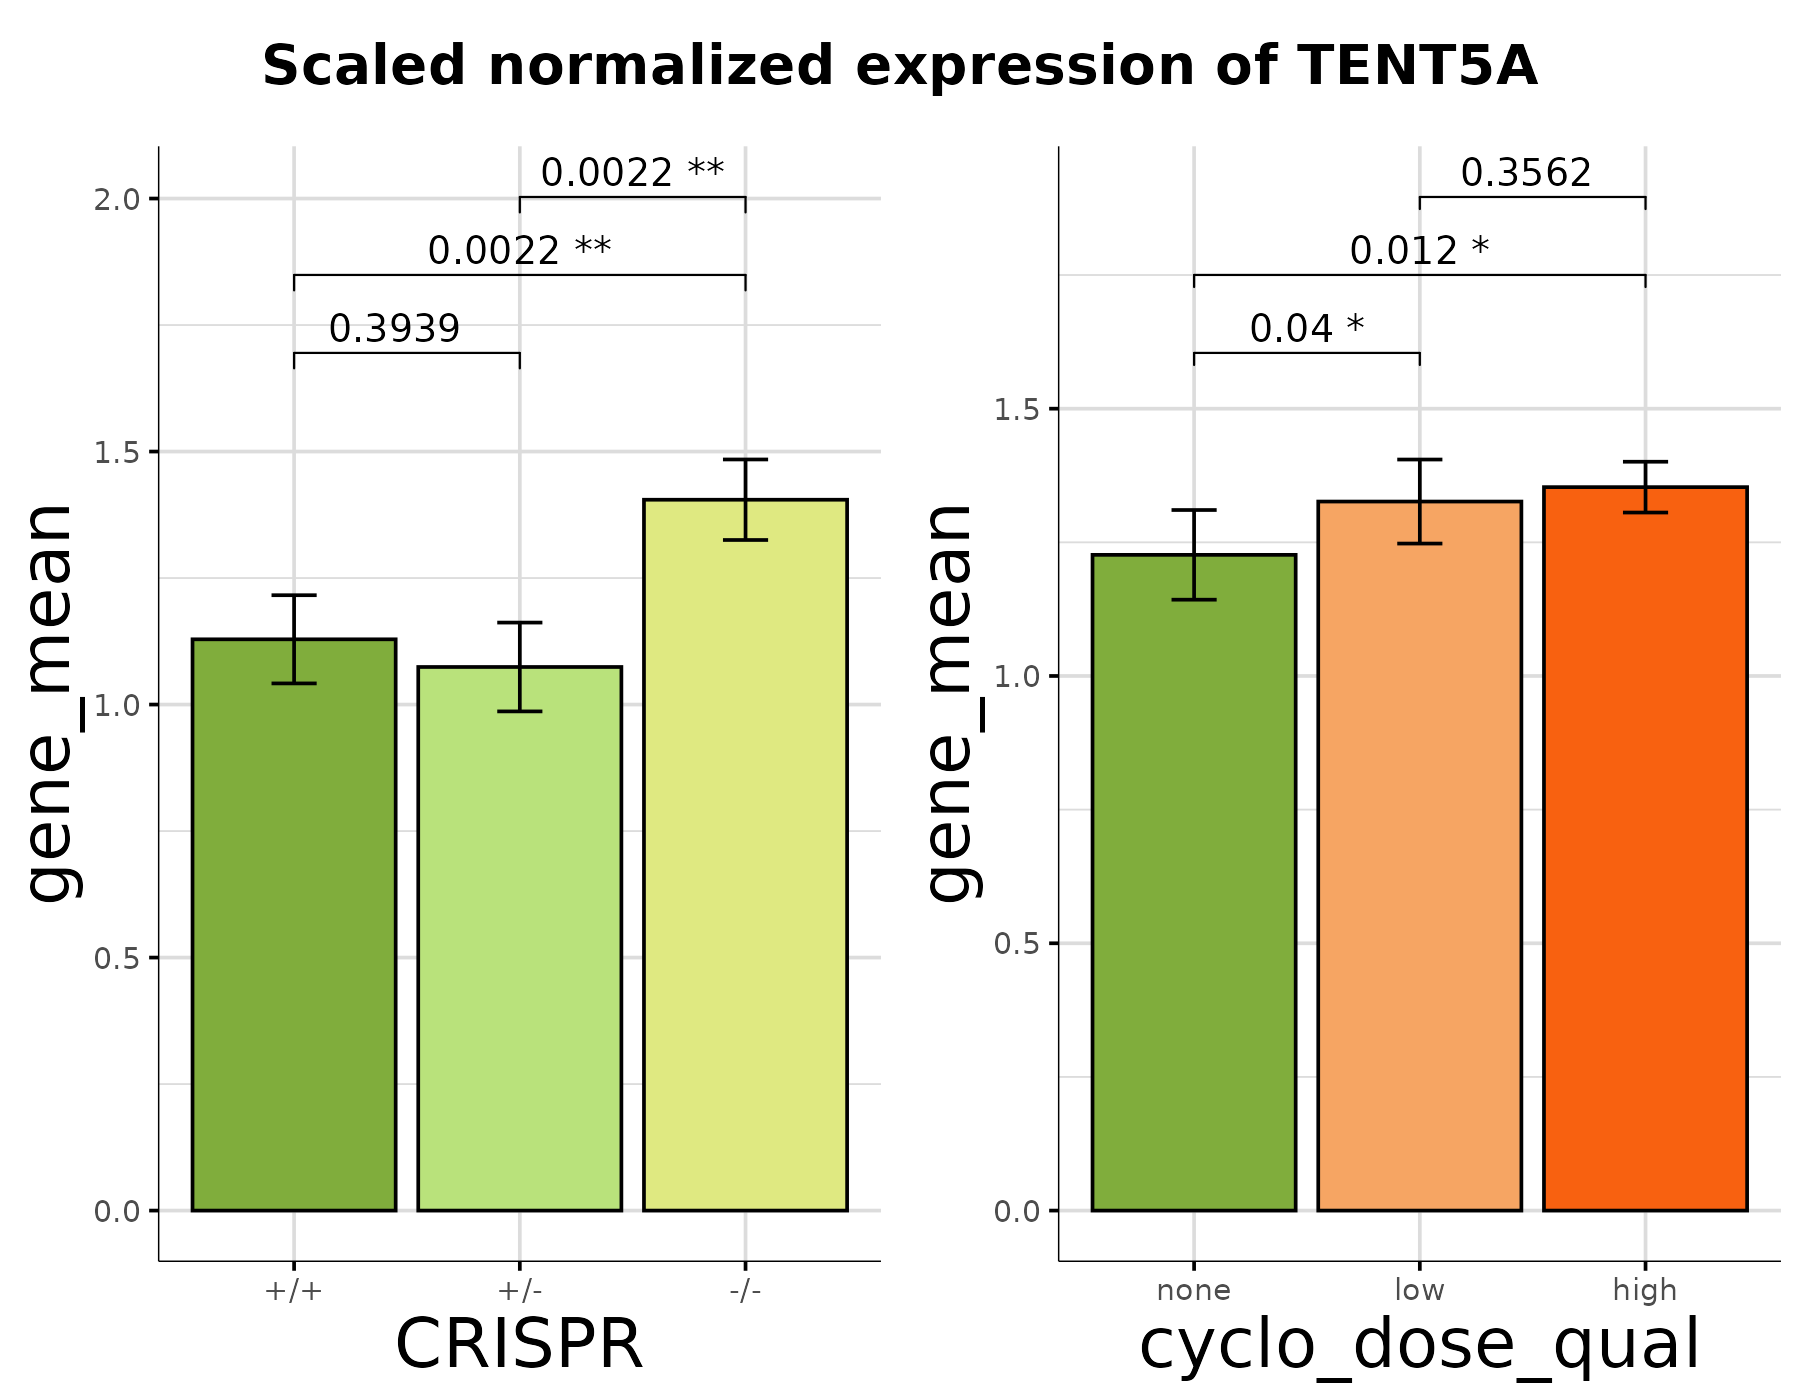 Scaled normalized expression of TENT5A
0.0022 **
0.0022 **
0.3939
2.0
1.5
1.0
0.5
0.0
gene_mean
+/+ +/- -/-
CRISPR
0.3562
0.012 *
0.04 *
1.5
1.0
0.5
0.0
gene_mean
none low high
cyclo_dose_qual